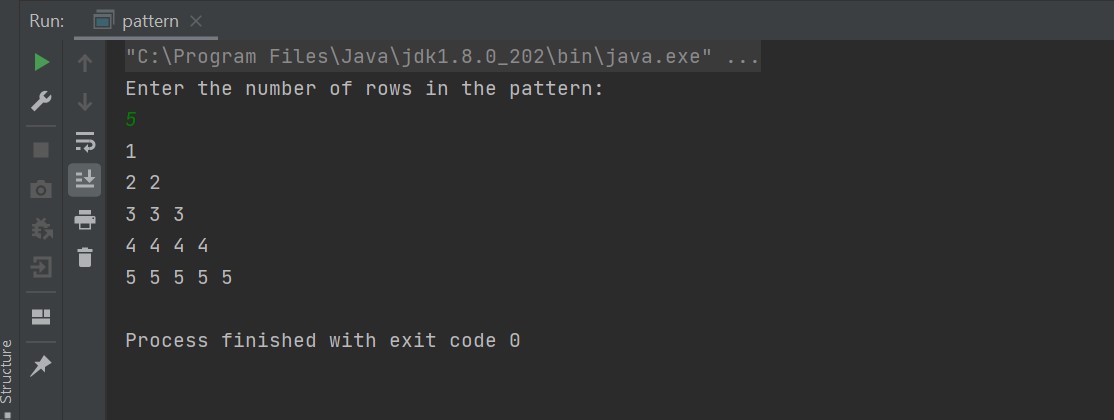 Run: pattern
"C:\Program Files\Java\jdk1.8.0_202\bin\java.exe" ...
Enter the number of rows in the pattern:
5
1
2 2
3 3 3
4 4 4 4
5 5 5 5 5
Process finished with exit code 0
Structure